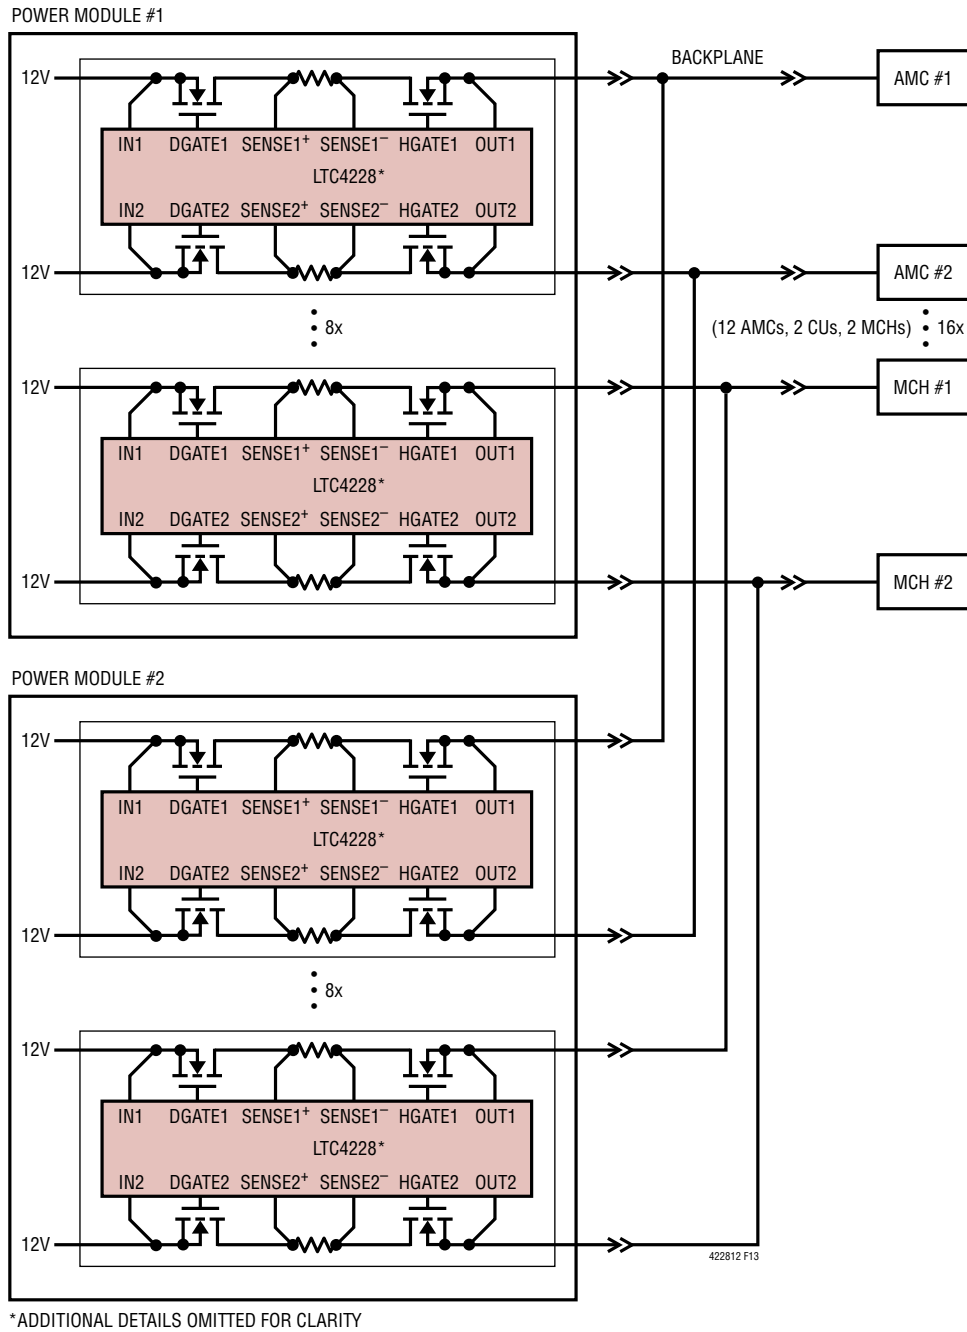 POWER MODULE #1
BACKPLANE
12V
AMC #1
IN1 DGATE1 SENSE1+ SENSE1− HGATE1 OUT1
LTC4228*
IN2 DGATE2 SENSE2+ SENSE2− HGATE2 OUT2
12V
AMC #2
8x
(12 AMCs, 2 CUs, 2 MCHs)
16x
12V
MCH #1
IN1 DGATE1 SENSE1+ SENSE1− HGATE1 OUT1
LTC4228*
IN2 DGATE2 SENSE2+ SENSE2− HGATE2 OUT2
12V
MCH #2
POWER MODULE #2
12V
IN1 DGATE1 SENSE1+ SENSE1− HGATE1 OUT1
LTC4228*
IN2 DGATE2 SENSE2+ SENSE2− HGATE2 OUT2
12V
8x
12V
IN1 DGATE1 SENSE1+ SENSE1− HGATE1 OUT1
LTC4228*
IN2 DGATE2 SENSE2+ SENSE2− HGATE2 OUT2
12V
422812 F13
*ADDITIONAL DETAILS OMITTED FOR CLARITY